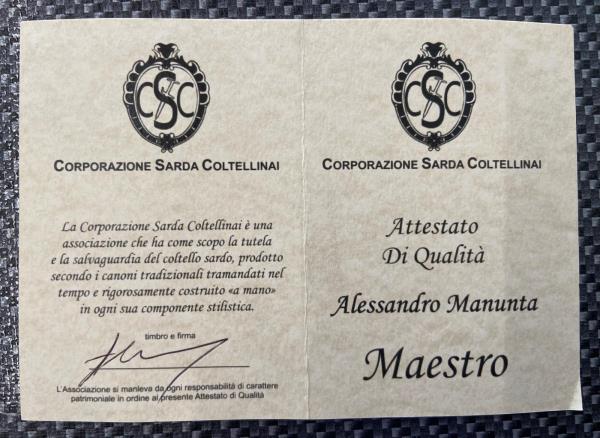 CSC
CORPORAZIONE SARDA COLTELLINAI
La Corporazione Sarda Coltellinai è una
associazione che ha come scopo la tutela
e la salvaguardia del coltello sardo, prodotto
secondo i canoni tradizionali tramandati nel
tempo e rigorosamente costruito «a mano»
in ogni sua componente stilistica.
timbro e firma
L'Associazione si manleva da ogni responsabilità di carattere
patrimoniale in ordine al presente Attestato di Qualità
CSC
CORPORAZIONE SARDA COLTELLINAI
Attestato
Di Qualità
Alessandro Manunta
Maestro